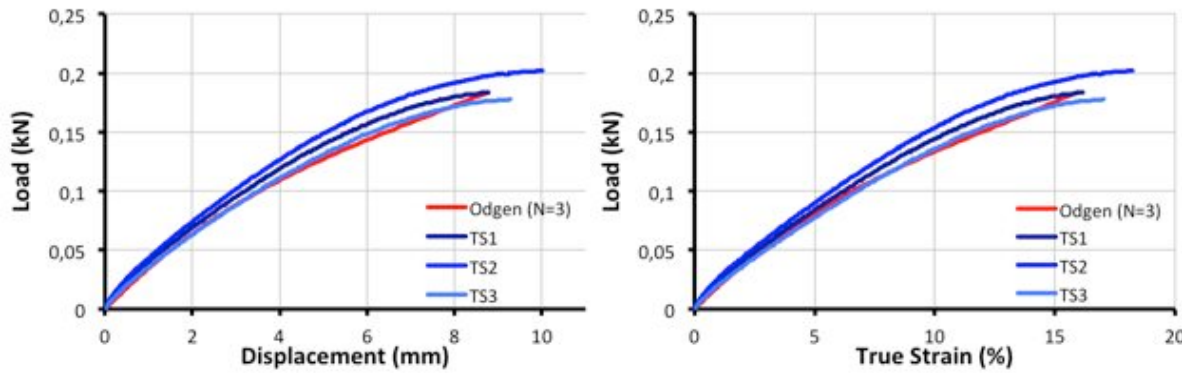 0,25
0,2
0,15
0,1
0,05
0
Load (kN)
Odgen (N=3)
TS1
TS2
TS3
0 2 4 6 8 10
Displacement (mm)
0,25
0,2
0,15
0,1
0,05
0
Load (kN)
Odgen (N=3)
TS1
TS2
TS3
0 5 10 15 20
True Strain (%)